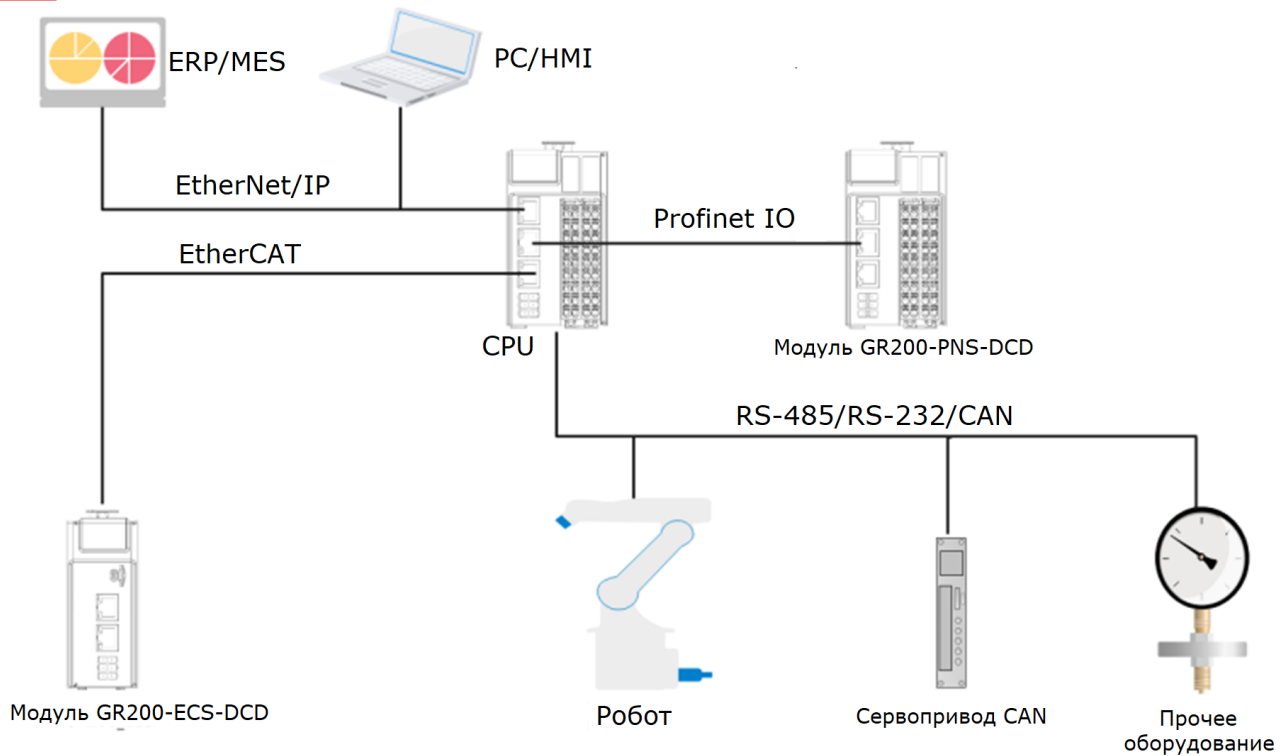 ERP/MES
PC/HMI
EtherNet/IP
Profinet IO
EtherCAT
CPU
Модуль GR200-PNS-DCD
RS-485/RS-232/CAN
Модуль GR200-ECS-DCD
Робот
Сервопривод CAN
Прочее
оборудование